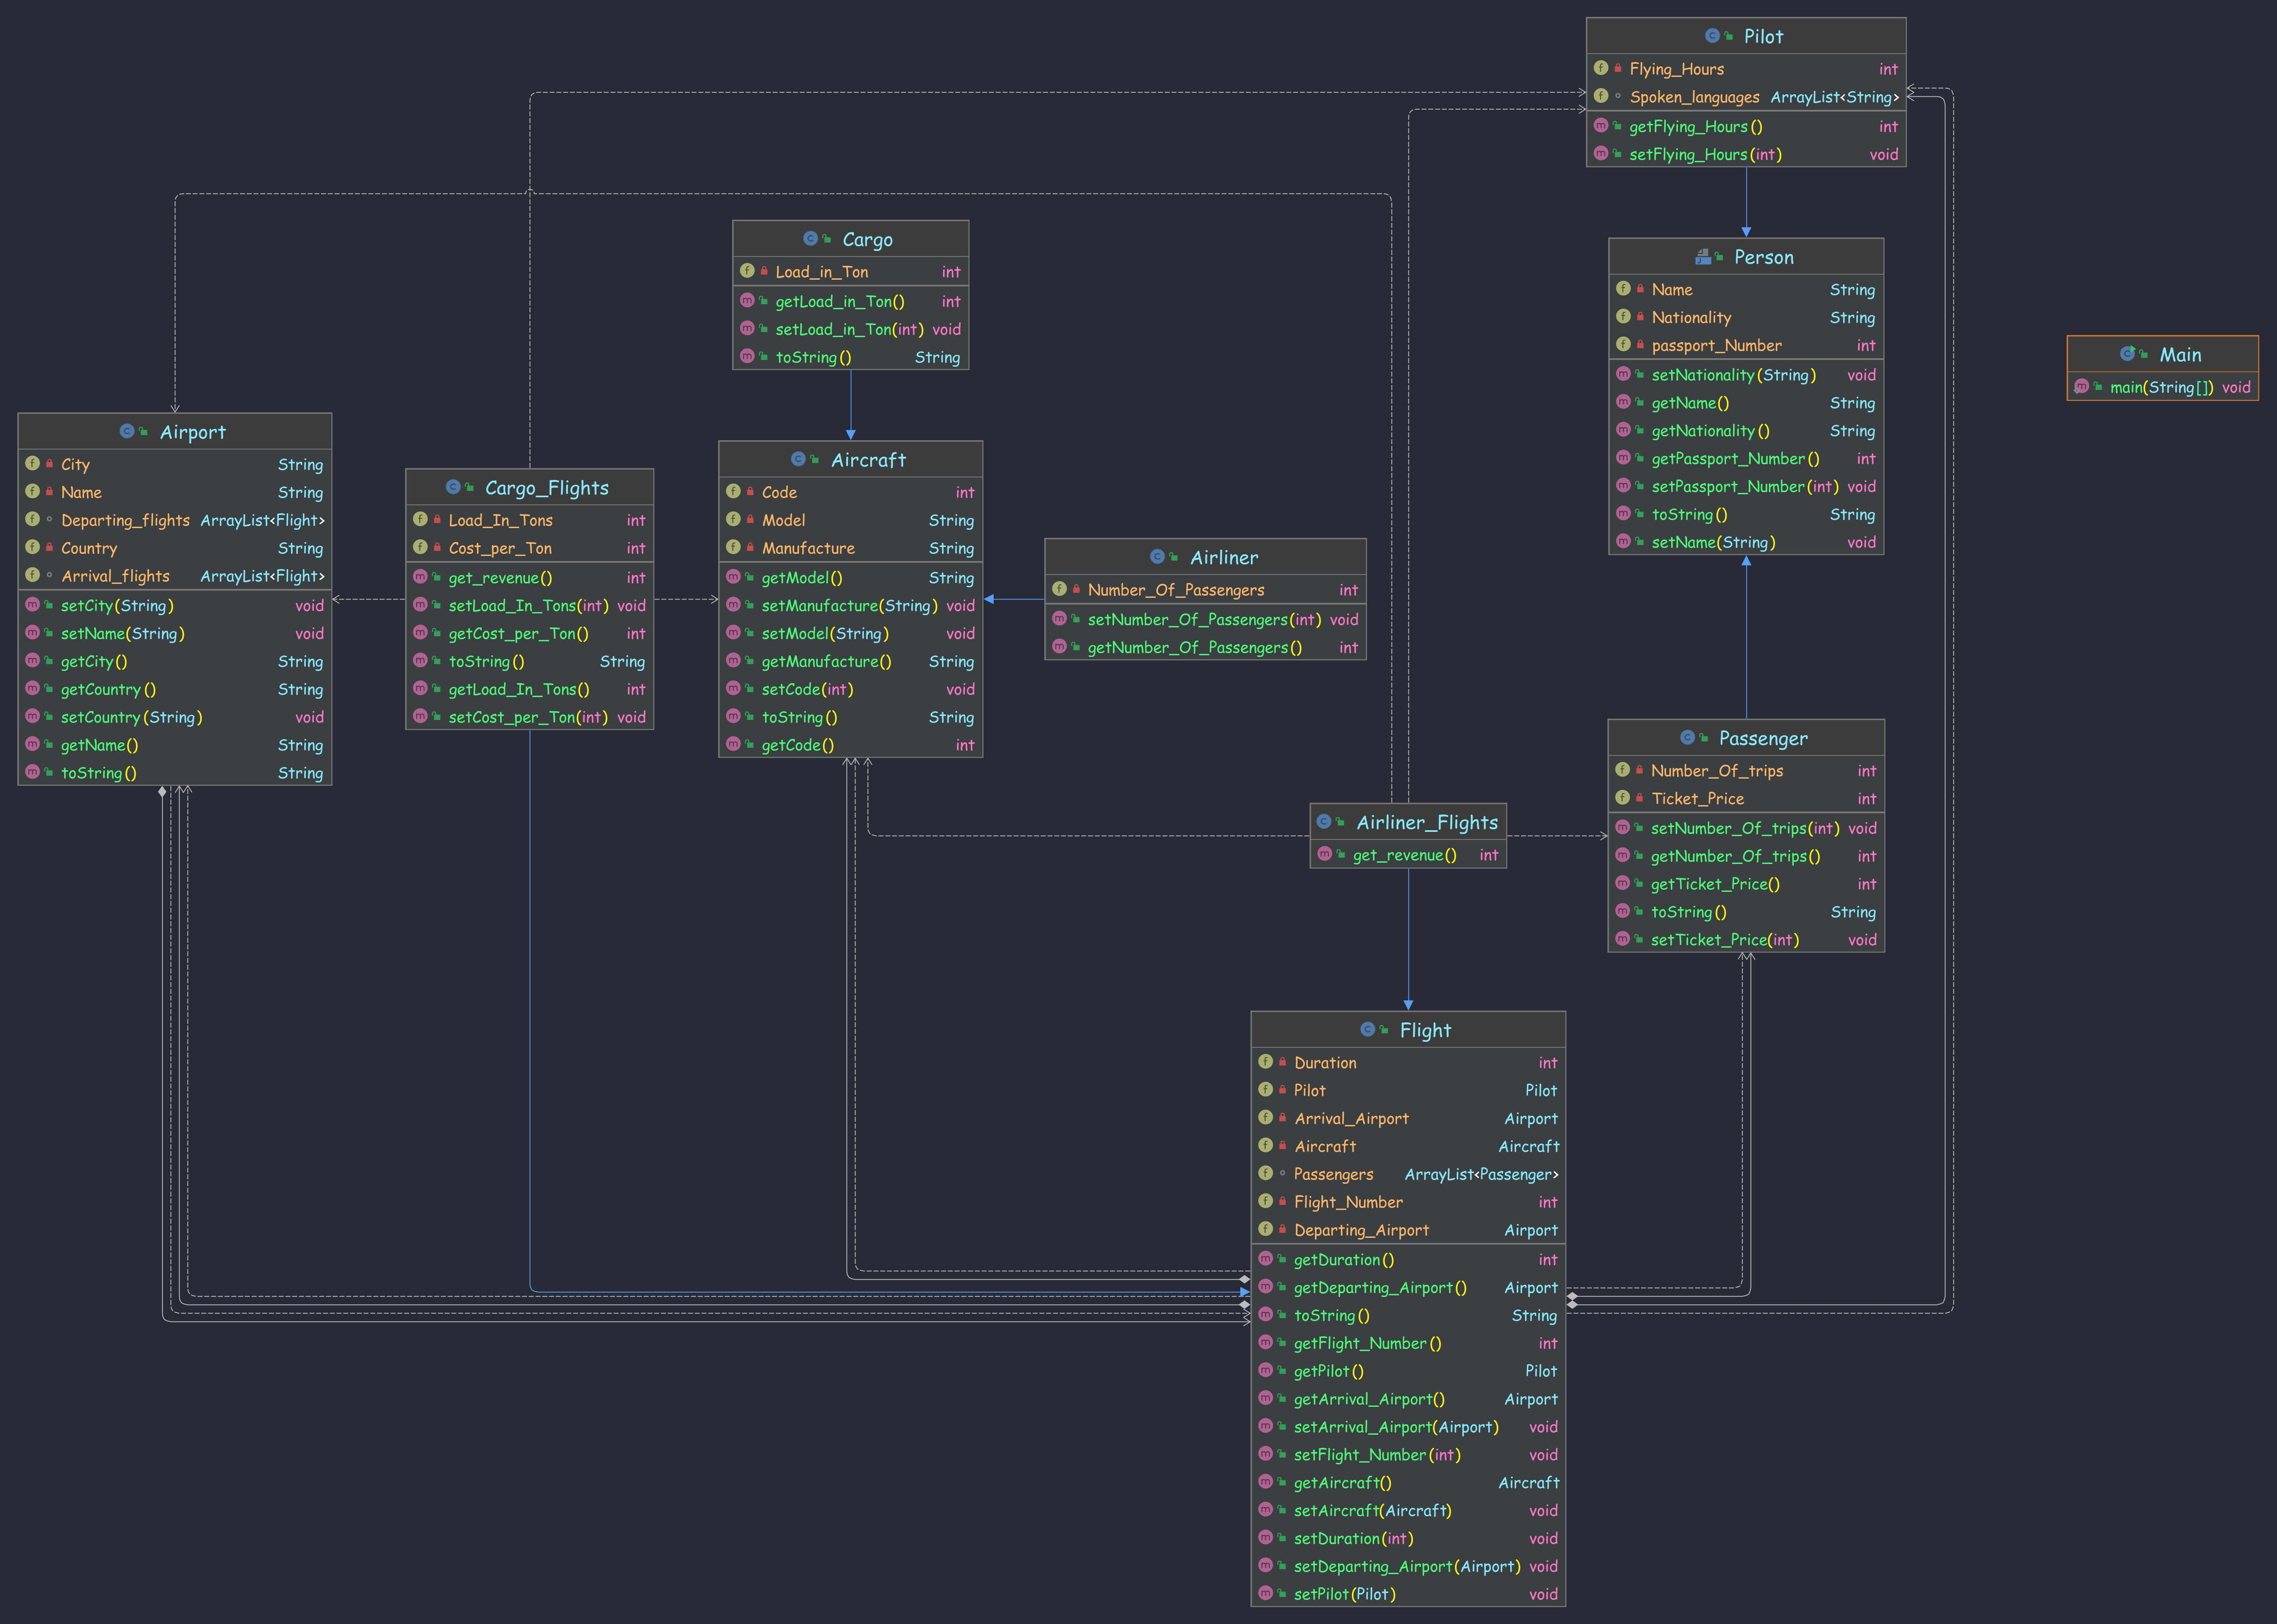 Pilot
Flying_Hours int
Spoken_languages ArrayList<String>
getFlying_Hours() int
setFlying_Hours(int) void
Cargo
Load_in_Ton int
getLoad_in_Ton() int
setLoad_in_Ton(int) void
toString() String
Person
Name String
Nationality String
passport_Number int
setNationality(String) void
getName() String
getNationality() String
getPassport_Number() int
setPassport_Number(int) void
toString() String
setName(String) void
Main
main(String[]) void
Airport
City String
Name String
Departing_flights ArrayList<Flight>
Country String
Arrival_flights ArrayList<Flight>
setCity(String) void
setName(String) void
getCity() String
getCountry() String
setCountry(String) void
getName() String
toString() String
Cargo_Flights
Load_In_Tons int
Cost_per_Ton int
get_revenue() int
setLoad_In_Tons(int) void
getCost_per_Ton() int
toString() String
getLoad_In_Tons() int
setCost_per_Ton(int) void
Aircraft
Code int
Model String
Manufacture String
getModel() String
setManufacture(String) void
setModel(String) void
getManufacture() String
setCode(int) void
toString() String
getCode() int
Airliner
Number_Of_Passengers int
setNumber_Of_Passengers(int) void
getNumber_Of_Passengers() int
Passenger
Number_Of_trips int
Ticket_Price int
setNumber_Of_trips(int) void
getNumber_Of_trips() int
getTicket_Price() int
toString() String
setTicket_Price(int) void
Airliner_Flights
get_revenue() int
Flight
Duration int
Pilot Pilot
Arrival_Airport Airport
Aircraft Aircraft
Passengers ArrayList<Passenger>
Flight_Number int
Departing_Airport Airport
getDuration() int
getDeparting_Airport() Airport
toString() String
getFlight_Number() int
getPilot() Pilot
getArrival_Airport() Airport
setArrival_Airport(Airport) void
setFlight_Number(int) void
getAircraft() Aircraft
setAircraft(Aircraft) void
setDuration(int) void
setDeparting_Airport(Airport) void
setPilot(Pilot) void